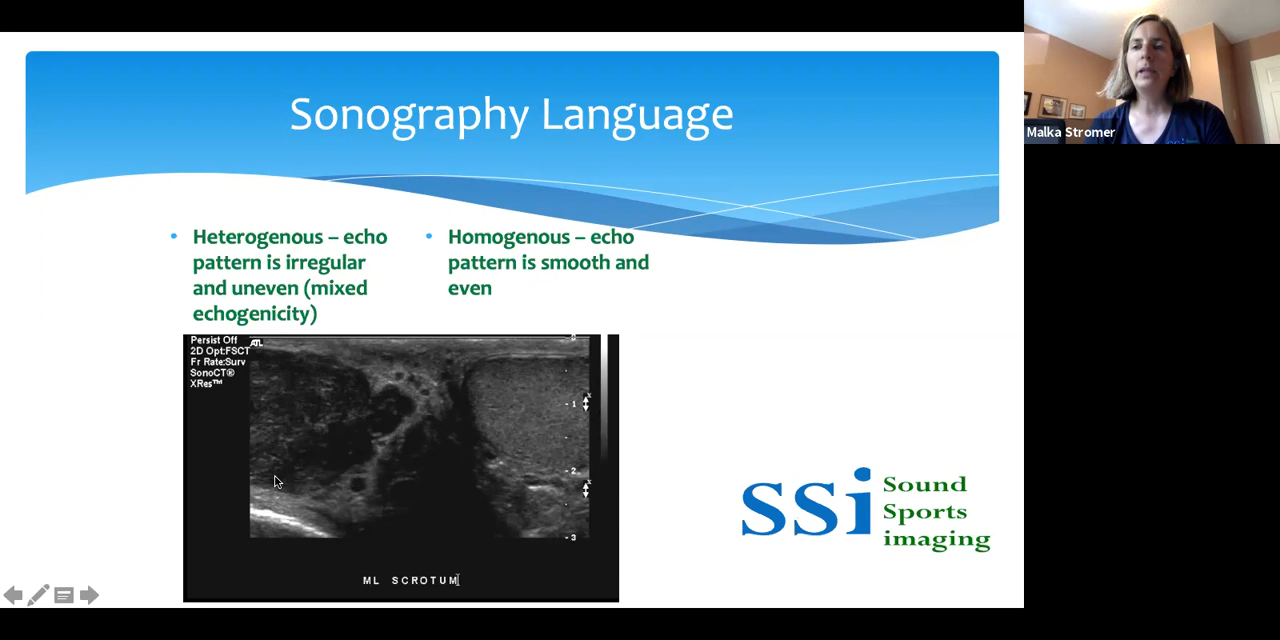 Sonography Language
Malka Stromer
• Heterogenous – echo
pattern is irregular
and uneven (mixed
echogenicity)
• Homogenous – echo
pattern is smooth and
even
Persist Off
2D Opt:FSCT
Fr Rate:Surv
SonoCT®
XRes™
ATL
- 0
- 1
- 2
- 3
ML SCROTUM
ssi Sound
Sports
imaging